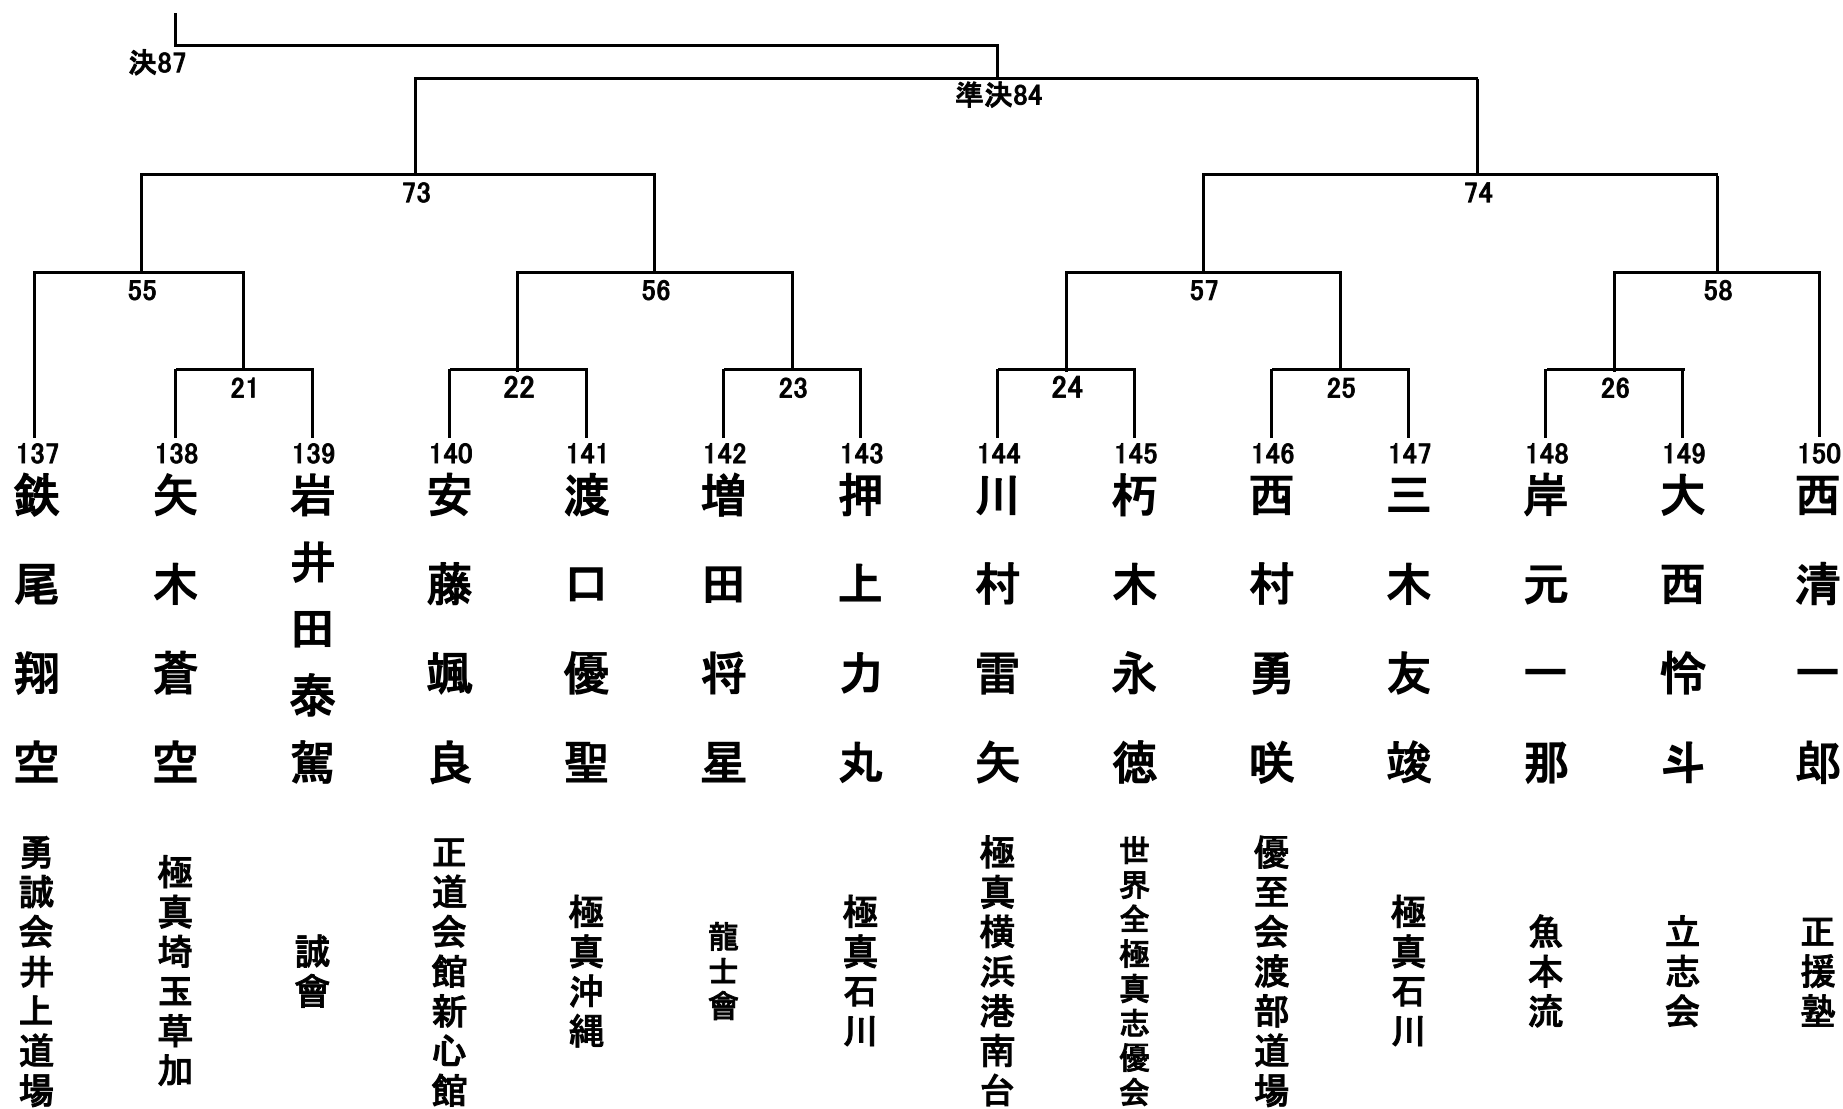 決87
準決84
73
74
55
56
57
58
21
22
23
24
25
26
137
138
139
140
141
142
143
144
145
146
147
148
149
150
鉄尾翔空
矢木蒼空
岩井田泰駕
安藤颯良
渡口優聖
増田将星
押上力丸
川村雷矢
朽木永徳
西村勇咲
三木友竣
岸元一那
大西怜斗
西清一郎
勇誠会井上道場
極真埼玉草加
誠會
正道会館新心館
極真沖縄
龍士會
極真石川
極真横浜港南台
世界全極真志優会
優至会渡部道場
極真石川
魚本流
立志会
正援塾